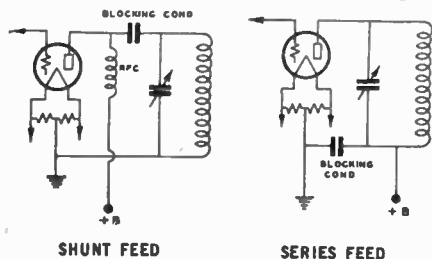 BLOCKING COND
RFC
+B
SHUNT FEED
BLOCKING
COND
+B
SERIES FEED